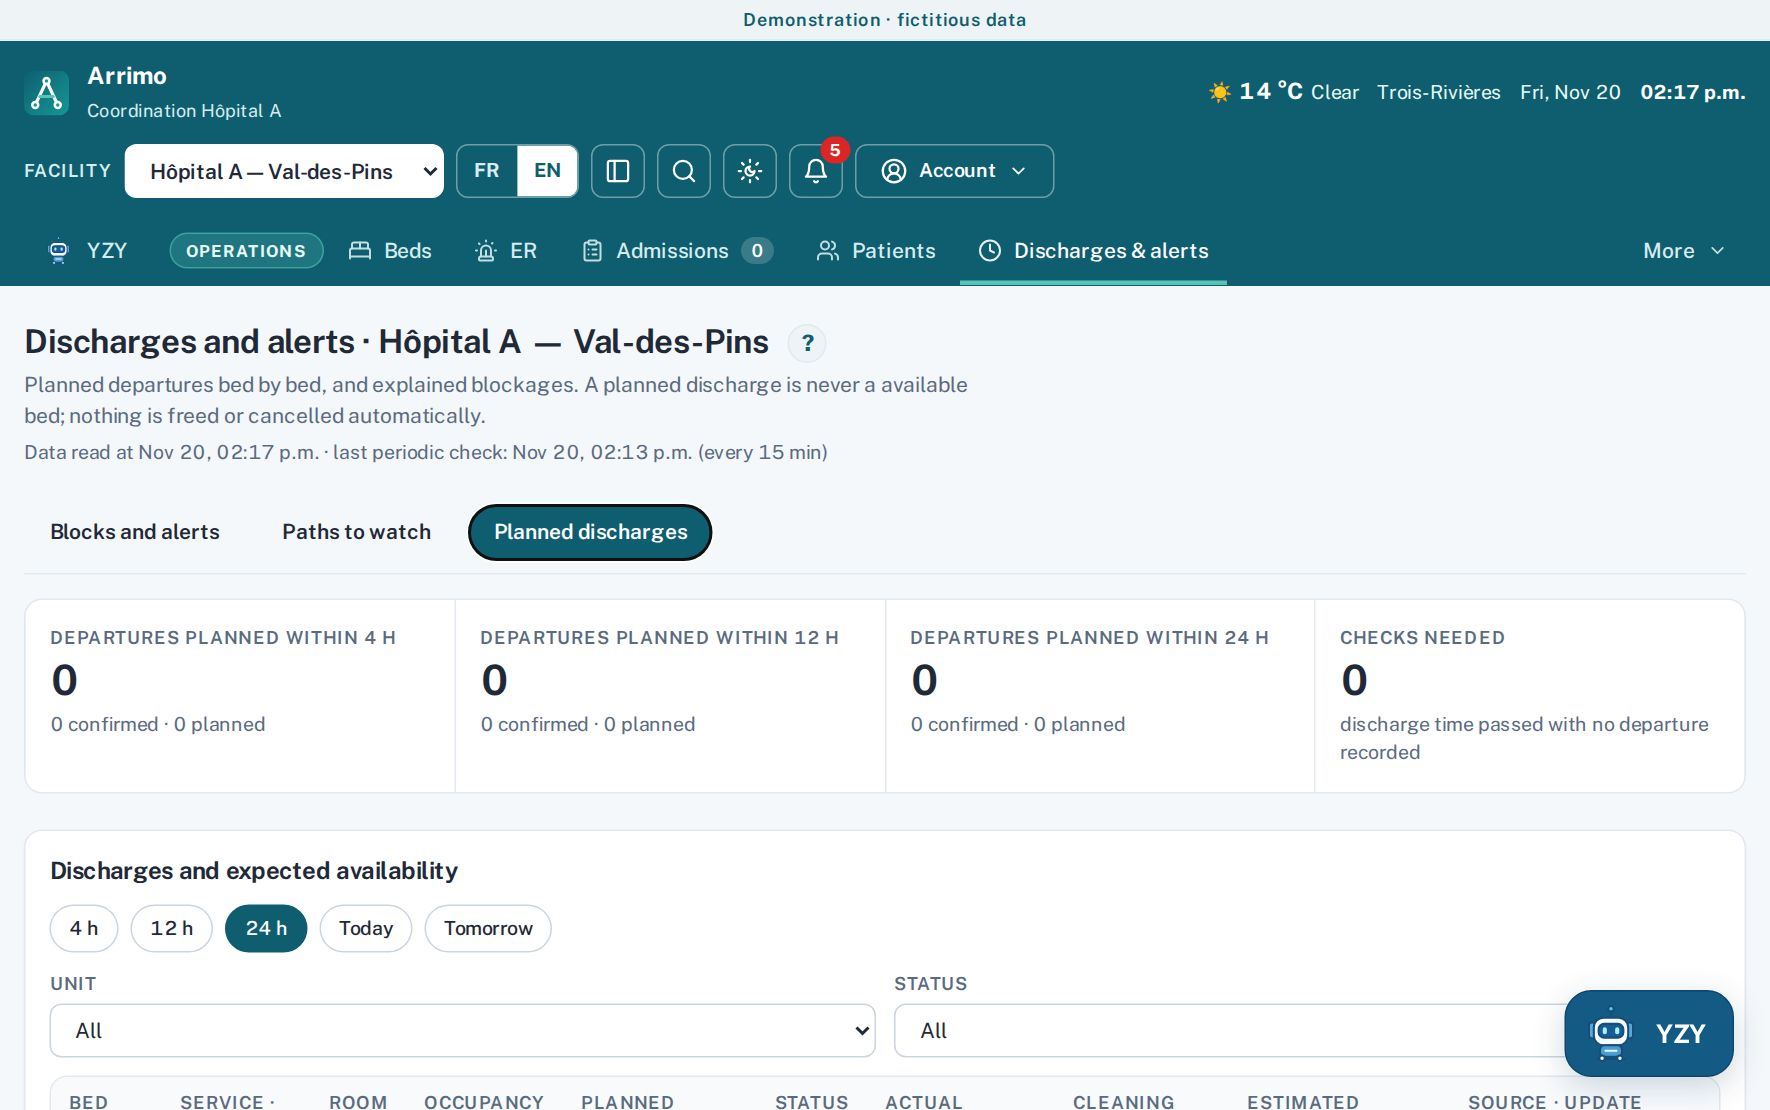 Demonstration · fictitious data
Arrimo
Coordination Hôpital A
14 °C Clear Trois-Rivières Fri, Nov 20 02:17 p.m.
FACILITY Hôpital A — Val-des-Pins FR EN 5 Account
YZY OPERATIONS Beds ER Admissions 0 Patients Discharges & alerts More
Discharges and alerts · Hôpital A — Val-des-Pins ?
Planned departures bed by bed, and explained blockages. A planned discharge is never a available
bed; nothing is freed or cancelled automatically.
Data read at Nov 20, 02:17 p.m. · last periodic check: Nov 20, 02:13 p.m. (every 15 min)
Blocks and alerts Paths to watch Planned discharges
DEPARTURES PLANNED WITHIN 4 H DEPARTURES PLANNED WITHIN 12 H DEPARTURES PLANNED WITHIN 24 H CHECKS NEEDED
0 0 0 0
0 confirmed · 0 planned 0 confirmed · 0 planned 0 confirmed · 0 planned discharge time passed with no departure
recorded
Discharges and expected availability
4 h 12 h 24 h Today Tomorrow
UNIT STATUS
All All
YZY
BED SERVICE · ROOM OCCUPANCY PLANNED STATUS ACTUAL CLEANING ESTIMATED SOURCE · UPDATE